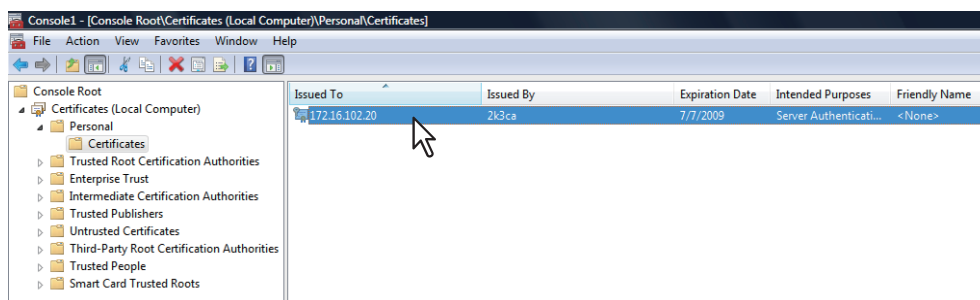 Console1 - [Console Root\Certificates (Local Computer)\Personal\Certificates]
File Action View Favorites Window Help
Console Root
Certificates (Local Computer)
Personal
Certificates
Trusted Root Certification Authorities
Enterprise Trust
Intermediate Certification Authorities
Trusted Publishers
Untrusted Certificates
Third-Party Root Certification Authorities
Trusted People
Smart Card Trusted Roots
Issued To Issued By Expiration Date Intended Purposes Friendly Name
172.16.102.20 2k3ca 7/7/2009 Server Authenticati... <None>